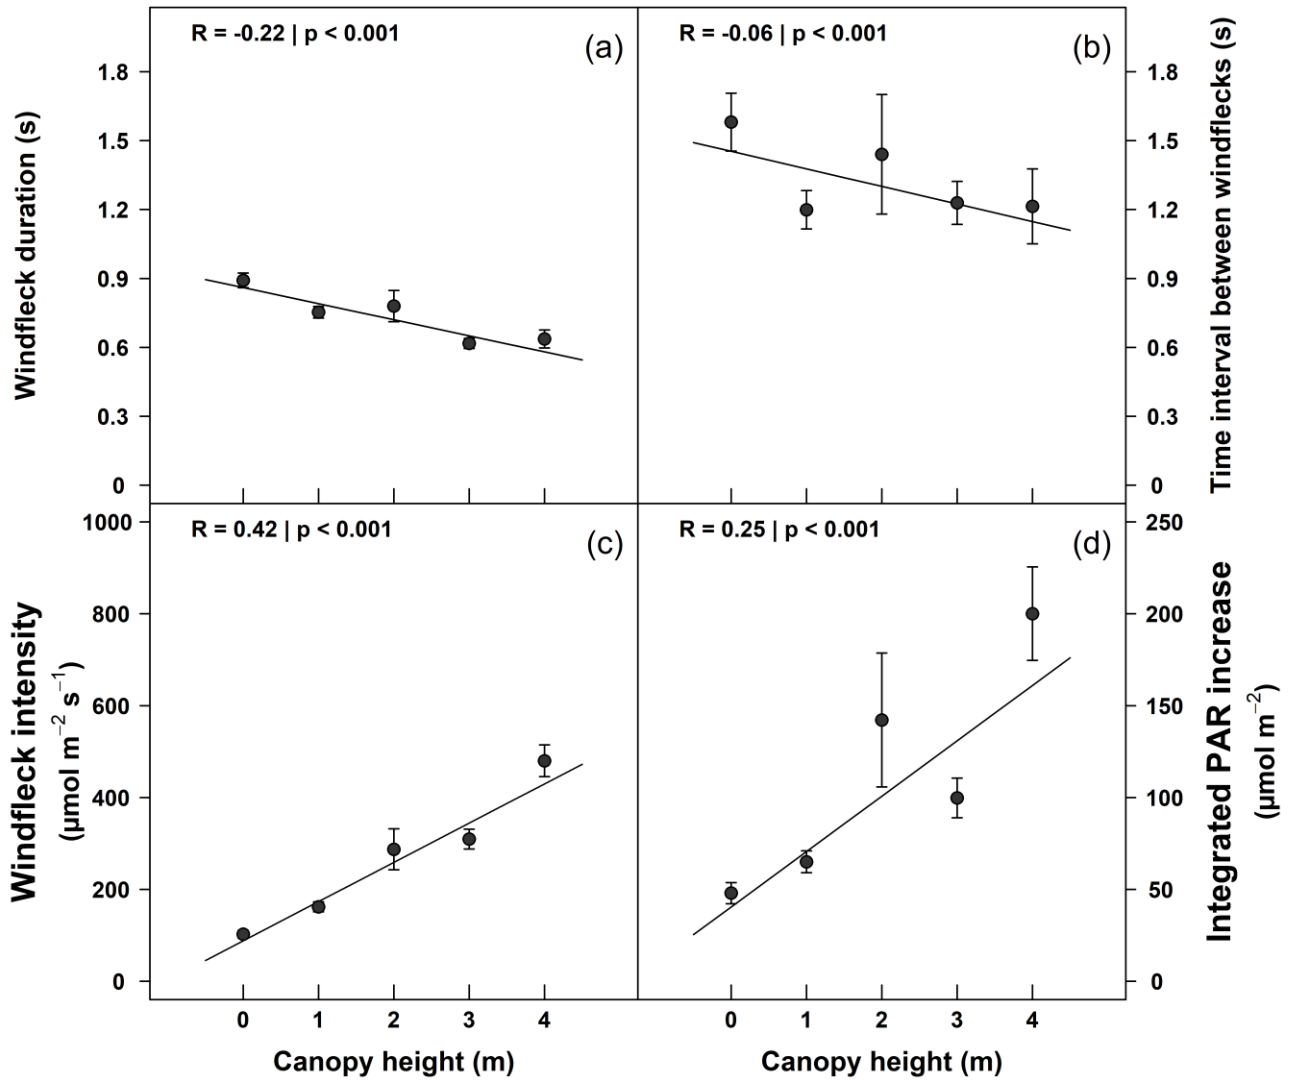 R = -0.22 | p < 0.001
(a)
R = -0.06 | p < 0.001
(b)
Windfleck duration (s)
1.8
1.5
1.2
0.9
0.6
0.3
0
1.8
1.5
1.2
0.9
0.6
0.3
0
Time interval between windflecks (s)
R = 0.42 | p < 0.001
(c)
R = 0.25 | p < 0.001
(d)
Windfleck intensity
(μmol m⁻² s⁻¹)
1000
800
600
400
200
0
250
200
150
100
50
0
Integrated PAR increase
(μmol m⁻²)
0 1 2 3 4
0 1 2 3 4
Canopy height (m)
Canopy height (m)